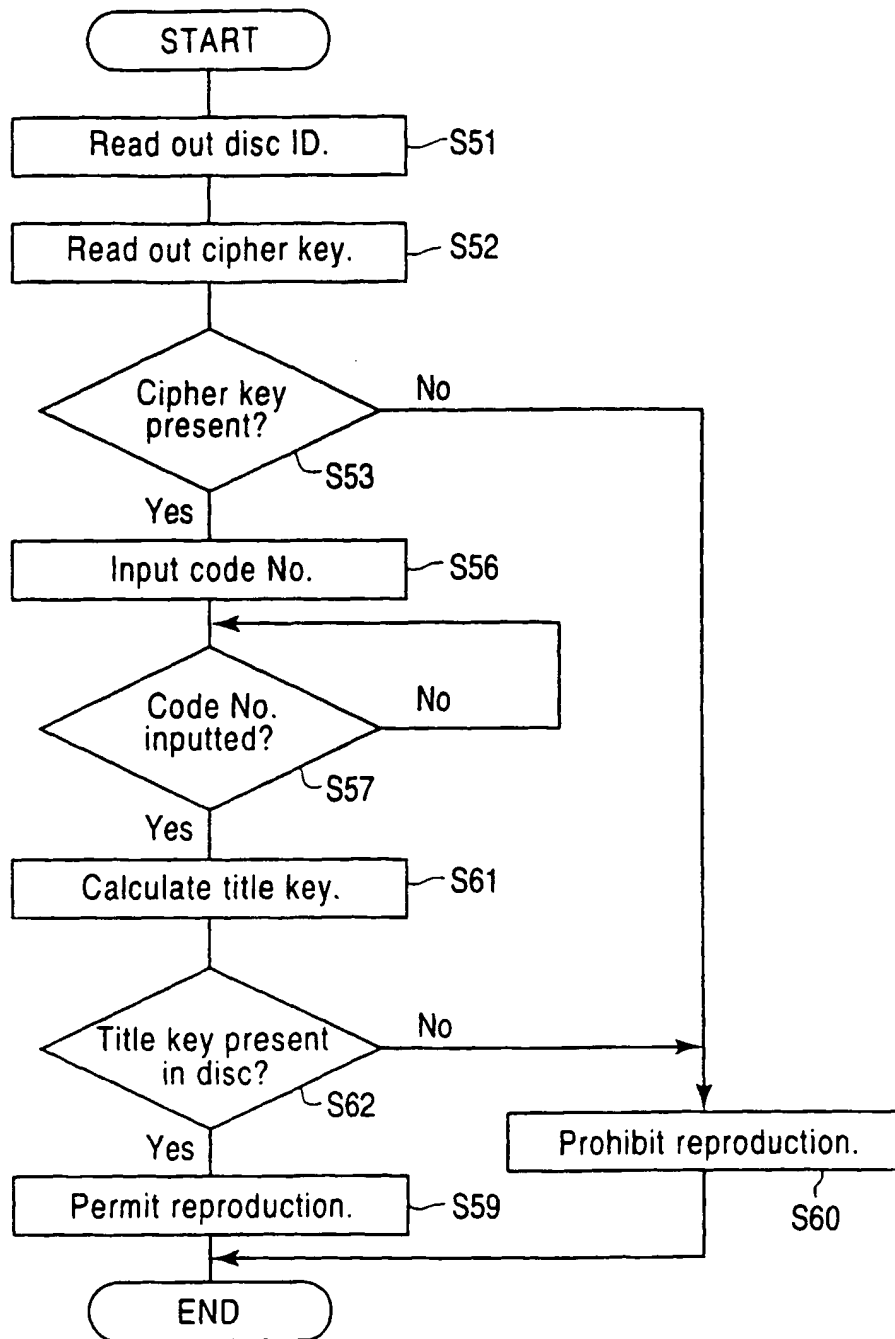 START
Read out disc ID.
S51
Read out cipher key.
S52
Cipher key
present?
No
S53
Yes
Input code No.
S56
Code No.
inputted?
No
S57
Yes
Calculate title key.
S61
Title key present
in disc?
No
S62
Yes
Prohibit reproduction.
S60
Permit reproduction.
S59
END